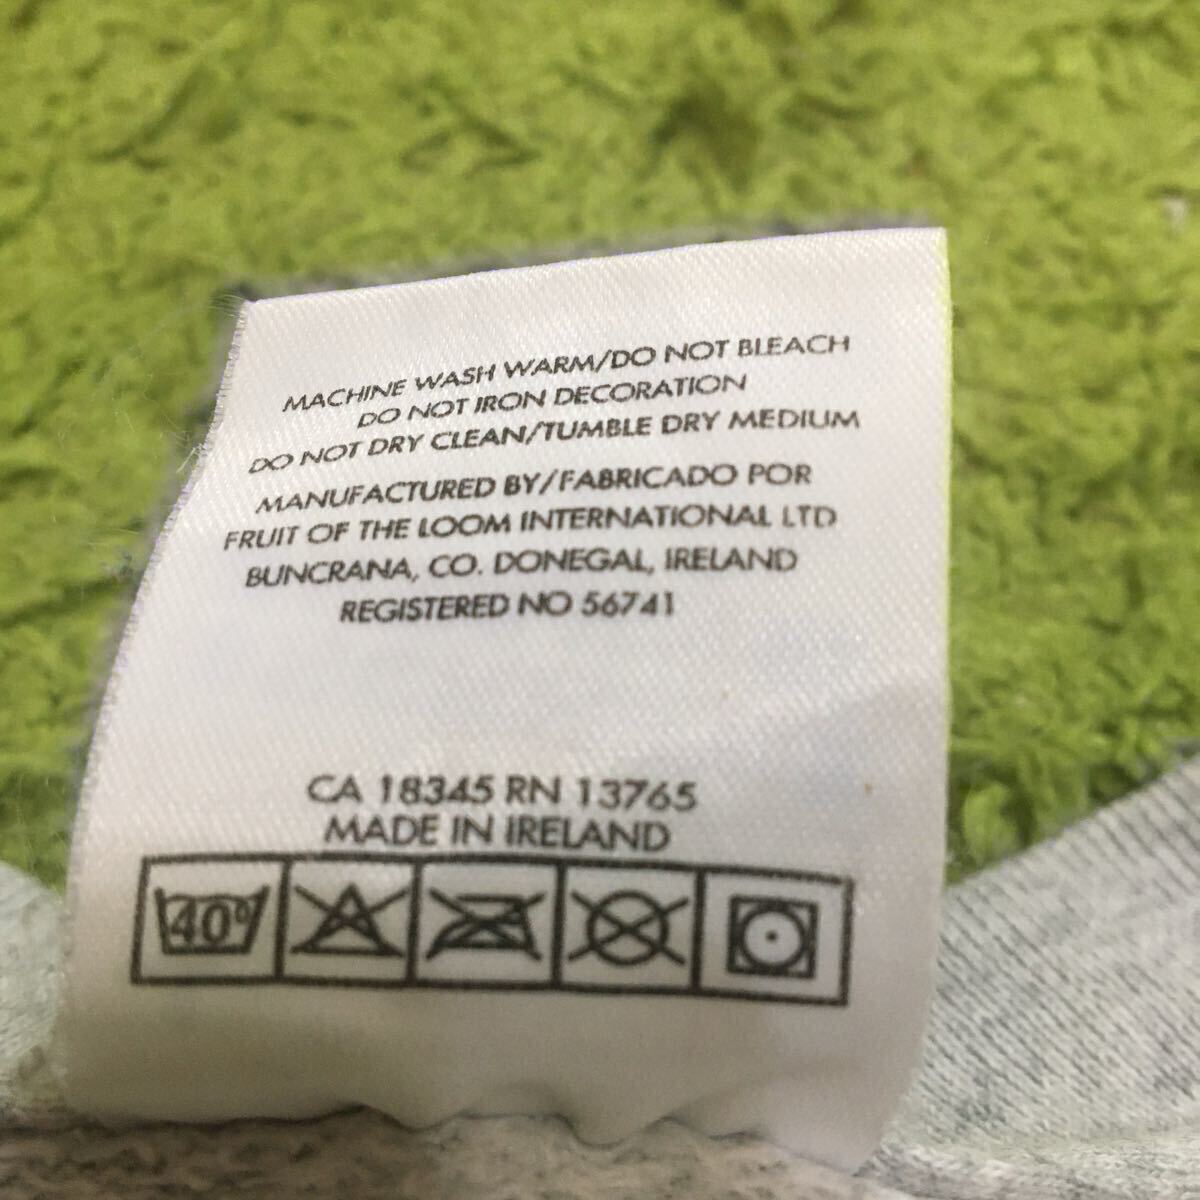 MACHINE WASH WARM/DO NOT BLEACH
DO NOT IRON DECORATION
DO NOT DRY CLEAN/TUMBLE DRY MEDIUM
MANUFACTURED BY/FABRICADO POR
FRUIT OF THE LOOM INTERNATIONAL LTD
BUNCRANA, CO. DONEGAL, IRELAND
REGISTERED NO 56741
CA 18345 RN 13765
MADE IN IRELAND
40°